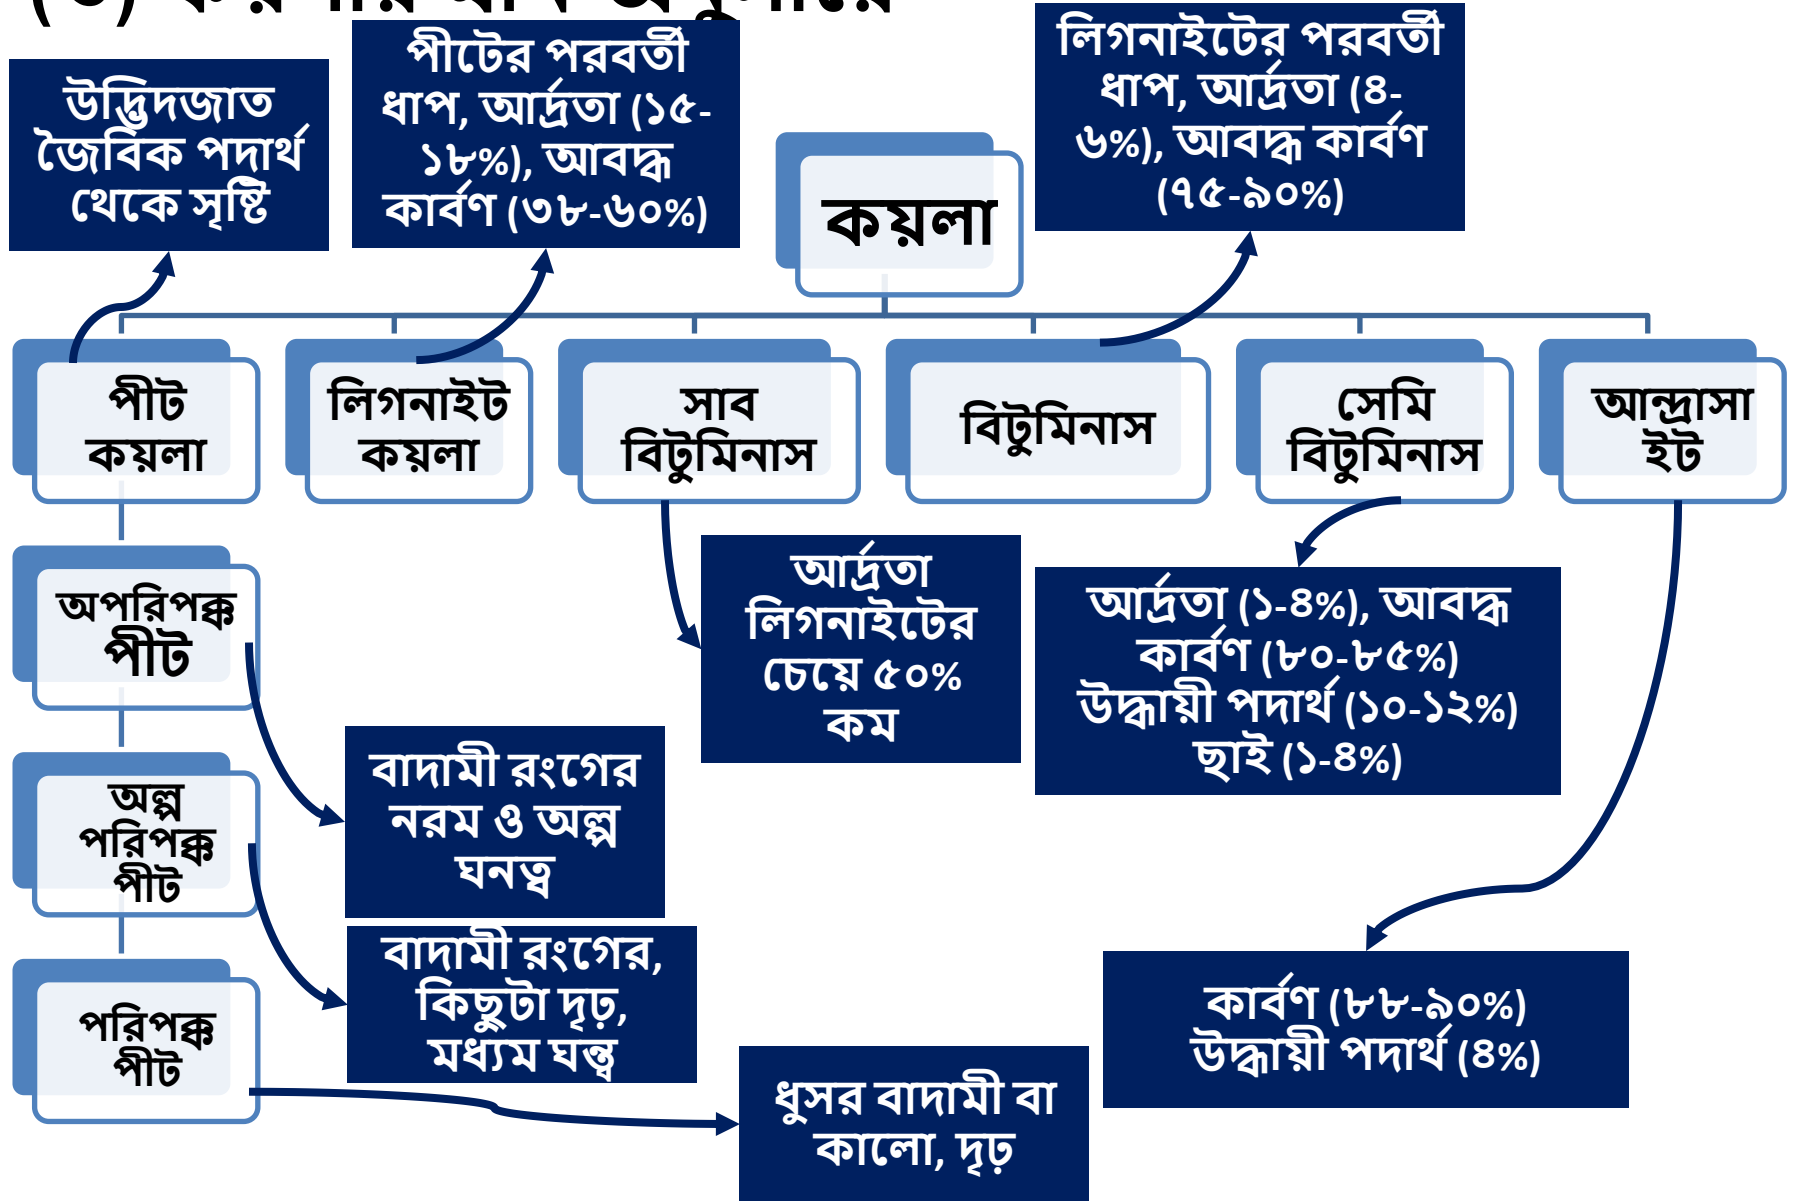 উদ্ভিদজাত
জৈবিক পদার্থ
থেকে সৃষ্টি
পীটের পরবর্তী
ধাপ, আর্দ্রতা (১৫-
১৮%), আবদ্ধ
কার্বণ (৩৮-৬০%)
লিগনাইটের পরবর্তী
ধাপ, আর্দ্রতা (৪-
৬%), আবদ্ধ কার্বণ
(৭৫-৯০%)
কয়লা
পীট
কয়লা
লিগনাইট
কয়লা
সাব
বিটুমিনাস
বিটুমিনাস
সেমি
বিটুমিনাস
আন্দ্রাসা
ইট
অপরিপক্ক
পীট
অল্প
পরিপক্ক
পীট
পরিপক্ক
পীট
আর্দ্রতা
লিগনাইটের
চেয়ে ৫০%
কম
আর্দ্রতা (১-৪%), আবদ্ধ
কার্বণ (৮০-৮৫%)
উদ্ধায়ী পদার্থ (১০-১২%)
ছাই (১-৪%)
বাদামী রংগের
নরম ও অল্প
ঘনত্ব
বাদামী রংগের,
কিছুটা দৃঢ়,
মধ্যম ঘন্ত্ব
ধুসর বাদামী বা
কালো, দৃঢ়
কার্বণ (৮৮-৯০%)
উদ্ধায়ী পদার্থ (৪%)